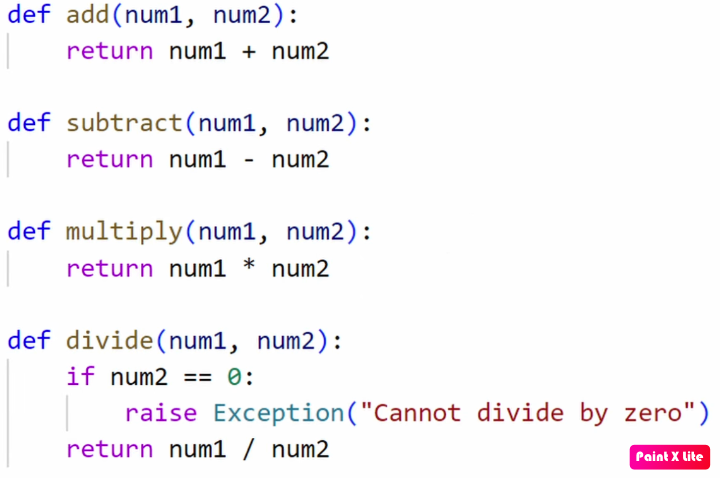 def add(num1, num2):
    return num1 + num2

def subtract(num1, num2):
    return num1 - num2

def multiply(num1, num2):
    return num1 * num2

def divide(num1, num2):
    if num2 == 0:
        raise Exception("Cannot divide by zero")
    return num1 / num2
Paint X lite